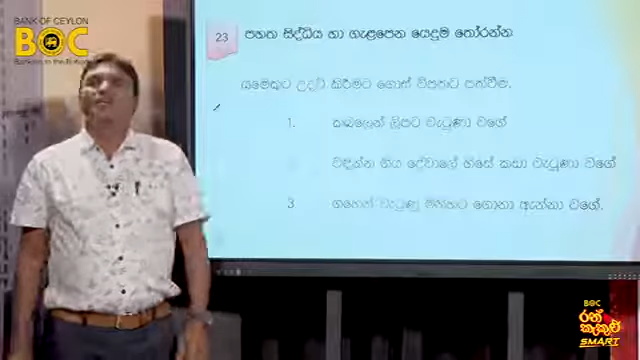 BANK OF CEYLON
BOC
Bankers to the Nation
23 පහත සිද්ධිය හා ගැළපෙන යෙදුම තෝරන්න
යමෙකුට උදව් කිරීමට ගොස් විපතට පත්වීම.
1. කබලෙන් ලිපට වැටුණා වගේ
වඳින්න ගිය දේවාලේ හිසේ කඩා වැටුණා වගේ
3 ගහෙන් වැටුණු මිනිහට ගොනා ඇන්නා වගේ.
BOC
රන් කැකුළු
SMART